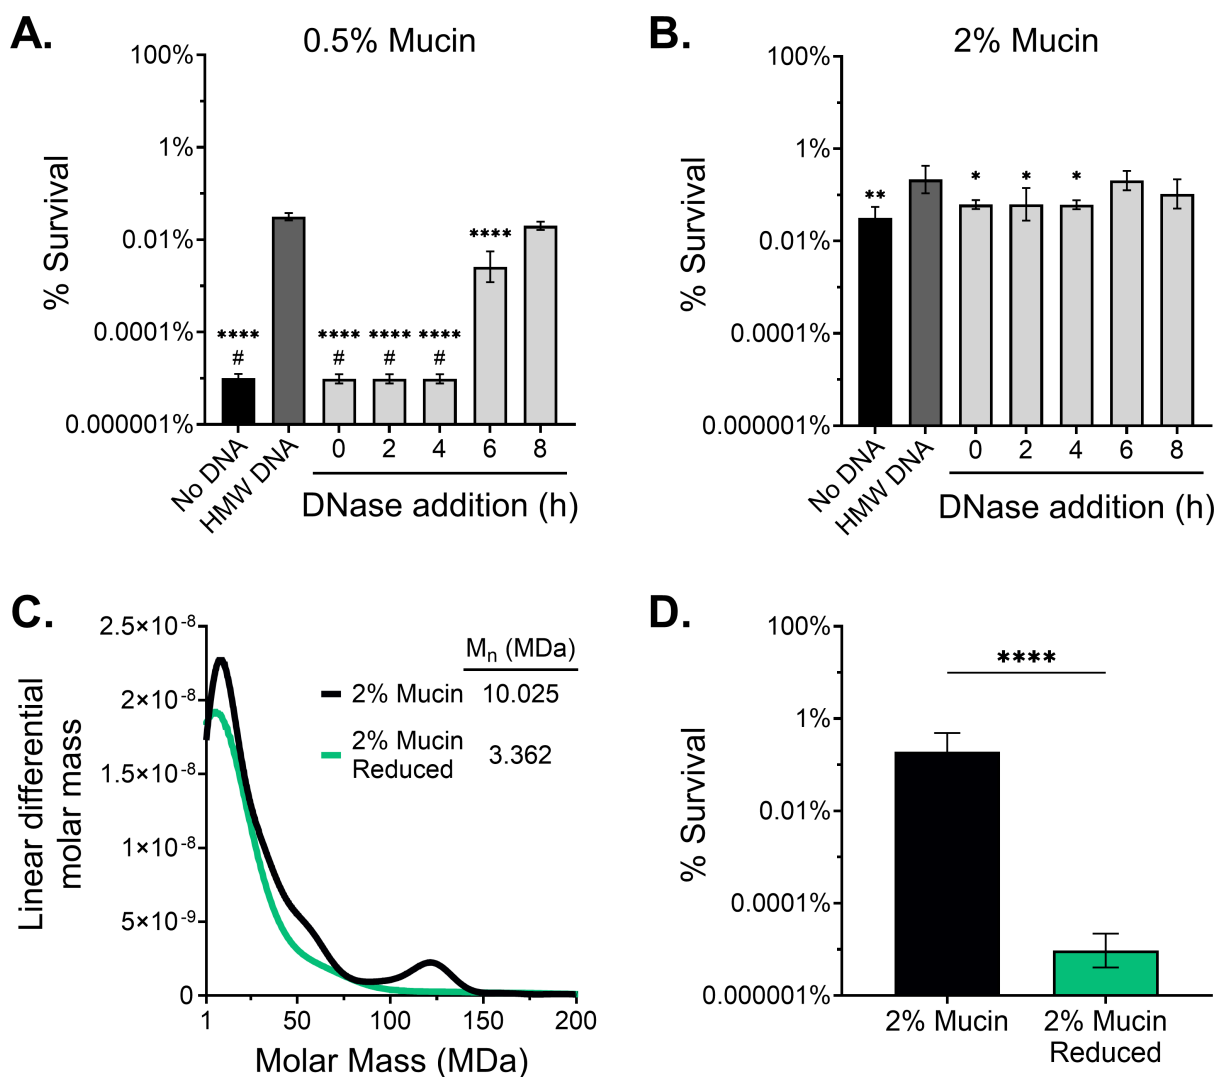 A.
0.5% Mucin
100%
1%
0.01%
0.0001%
0.000001%
% Survival
****
#
****
#
****
#
****
#
****
No DNA
HMW DNA
0
2
4
6
8
DNase addition (h)
B.
2% Mucin
100%
1%
0.01%
0.0001%
0.000001%
% Survival
**
*
*
*
No DNA
HMW DNA
0
2
4
6
8
DNase addition (h)
C.
2.5×10⁻⁸
2×10⁻⁸
1.5×10⁻⁸
1×10⁻⁸
5×10⁻⁹
0
Linear differential
molar mass
Mₙ (MDa)
2% Mucin 10.025
2% Mucin
Reduced 3.362
1
50
100
150
200
Molar Mass (MDa)
D.
100%
1%
0.01%
0.0001%
0.000001%
% Survival
****
2% Mucin
2% Mucin
Reduced